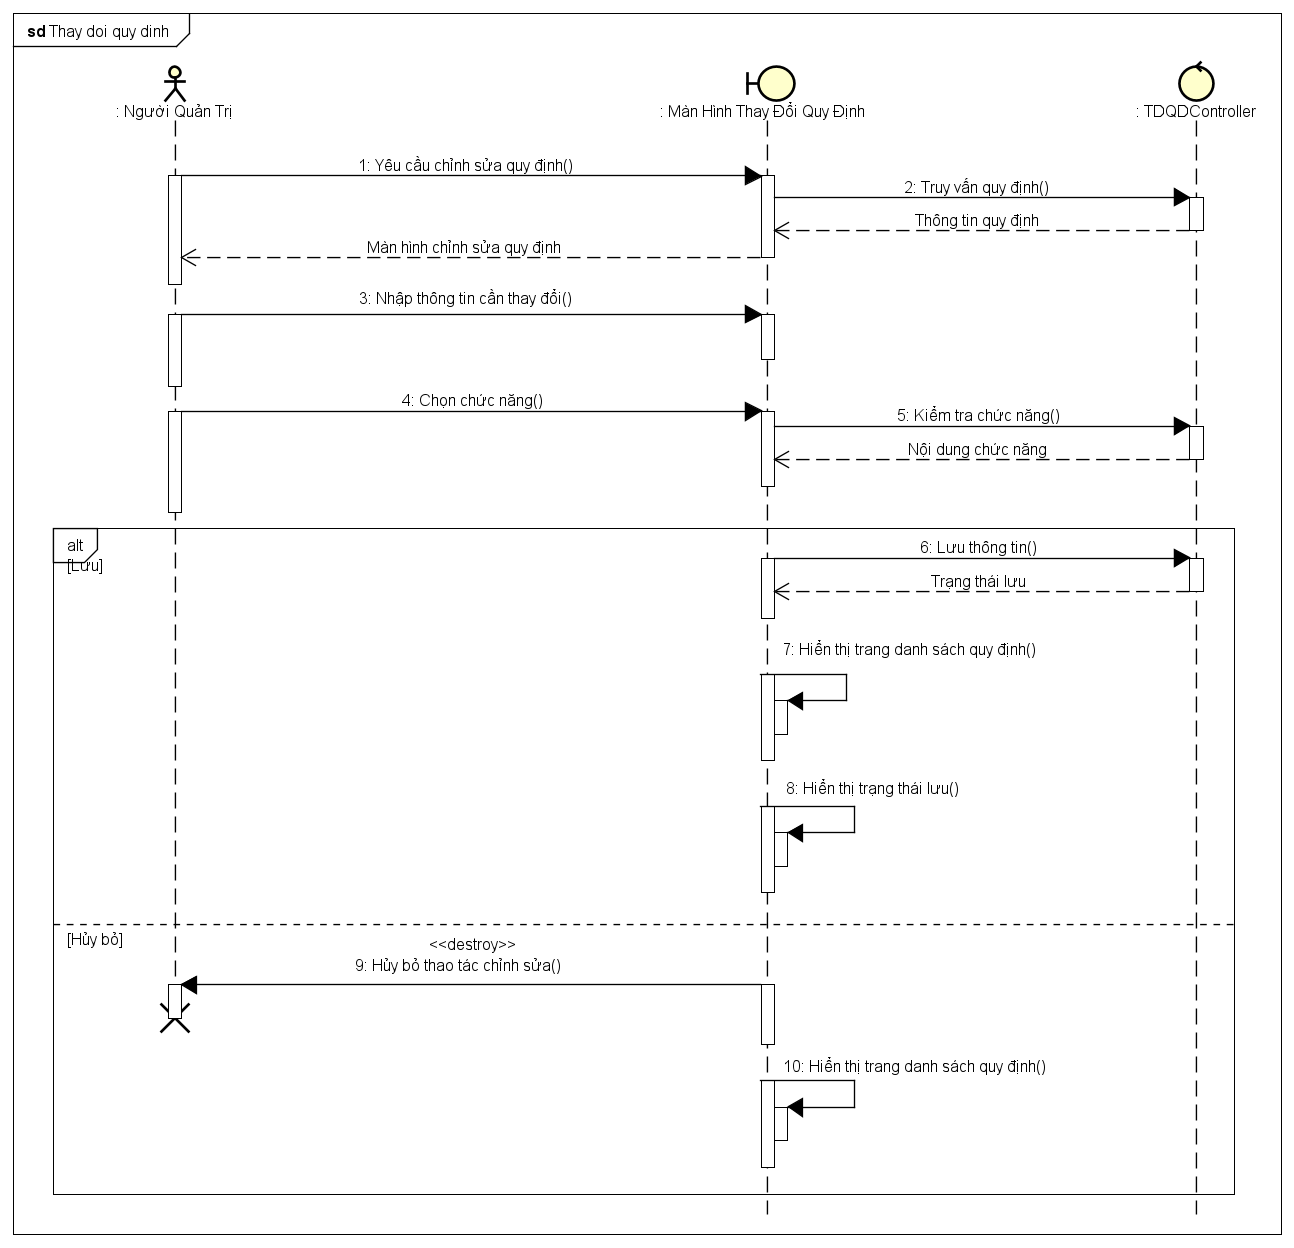 sd Thay doi quy dinh
: Người Quản Trị
: Màn Hình Thay Đổi Quy Định
: TDQDController
1: Yêu cầu chỉnh sửa quy định()
2: Truy vấn quy định()
Thông tin quy định
Màn hình chỉnh sửa quy định
3: Nhập thông tin cần thay đổi()
4: Chọn chức năng()
5: Kiểm tra chức năng()
Nội dung chức năng
alt
[Lưu]
6: Lưu thông tin()
Trạng thái lưu
7: Hiển thị trang danh sách quy định()
8: Hiển thị trạng thái lưu()
[Hủy bỏ]
<<destroy>>
9: Hủy bỏ thao tác chỉnh sửa()
10: Hiển thị trang danh sách quy định()